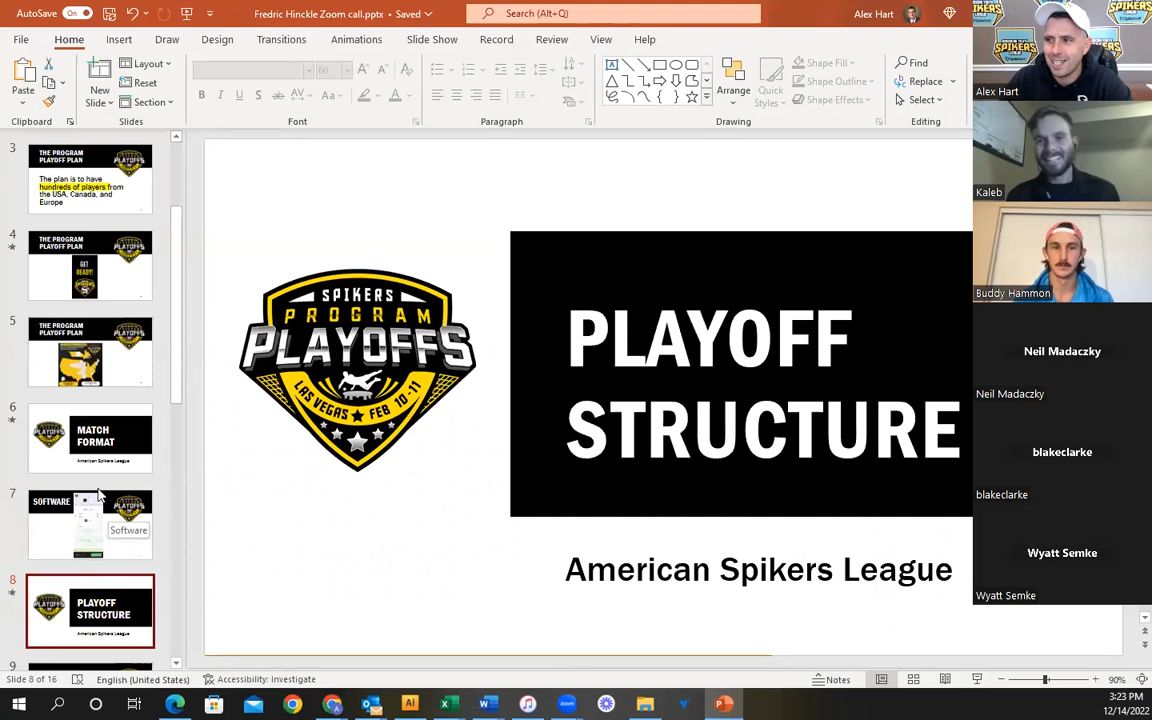 AutoSave
On
Fredric Hinckle Zoom call.pptx • Saved
Search (Alt+Q)
Alex Hart
File
Home
Insert
Draw
Design
Transitions
Animations
Slide Show
Record
Review
View
Help
Paste
New
Slide
Layout
Reset
Section
60
Shape Fill
Shape Outline
Shape Effects
Arrange
Quick
Styles
Find
Replace
Select
Clipboard
Slides
Font
Paragraph
Drawing
Editing
3
THE PROGRAM
PLAYOFF PLAN
PLAYOFFS
The plan is to have
hundreds of players from
the USA, Canada, and
Europe
4
THE PROGRAM
PLAYOFF PLAN
PLAYOFFS
GET
READY!
5
THE PROGRAM
PLAYOFF PLAN
PLAYOFFS
6
MATCH
FORMAT
American Spikers League
7
SOFTWARE
PLAYOFFS
Software
8
PLAYOFF
STRUCTURE
American Spikers League
9
SPIKERS
PROGRAM
PLAYOFFS
LAS VEGAS ★ FEB 10-11
PLAYOFF
STRUCTURE
American Spikers League
SPIKERS
Alex Hart
Kaleb
Buddy Hammon
Neil Madaczky
Neil Madaczky
blakeclarke
blakeclarke
Wyatt Semke
Wyatt Semke
Slide 8 of 16
English (United States)
Accessibility: Investigate
Notes
90%
3:23 PM
12/14/2022